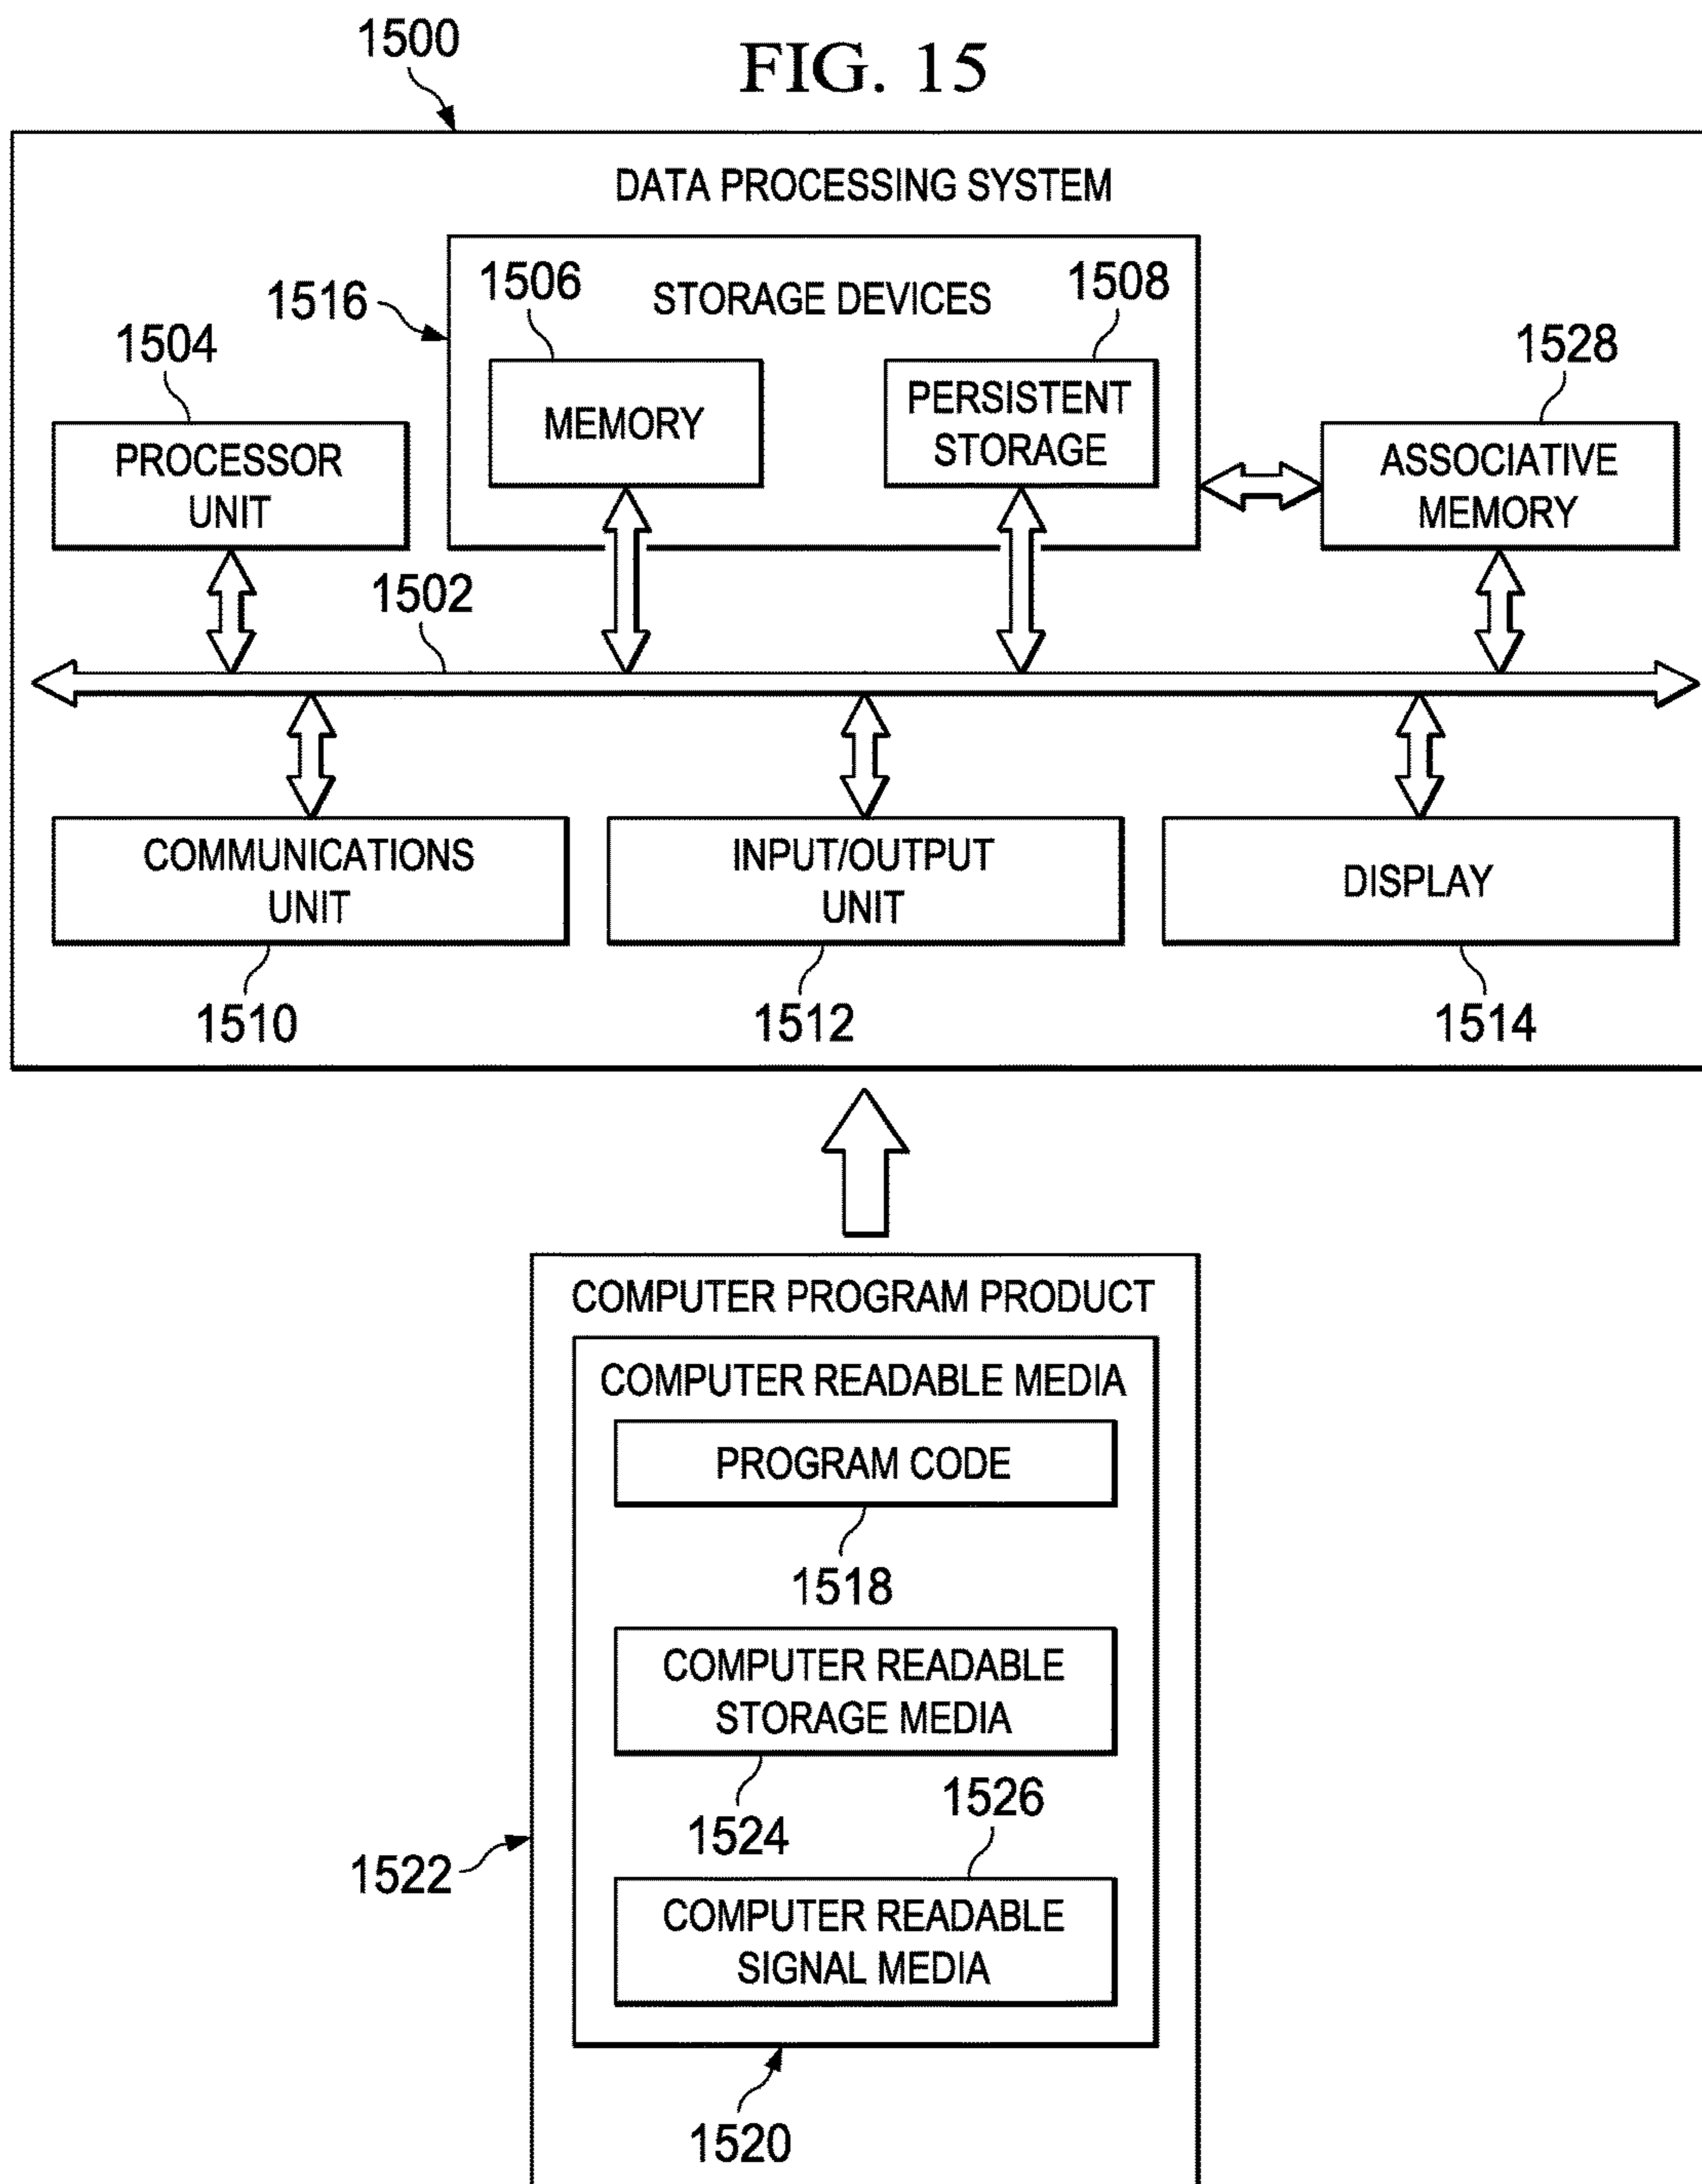 FIG. 15
1500
DATA PROCESSING SYSTEM
1516
1506
STORAGE DEVICES
1508
1504
MEMORY
PERSISTENT
STORAGE
1528
PROCESSOR
UNIT
ASSOCIATIVE
MEMORY
1502
COMMUNICATIONS
UNIT
INPUT/OUTPUT
UNIT
DISPLAY
1510
1512
1514
COMPUTER PROGRAM PRODUCT
COMPUTER READABLE MEDIA
PROGRAM CODE
1518
COMPUTER READABLE
STORAGE MEDIA
1524
1526
1522
COMPUTER READABLE
SIGNAL MEDIA
1520